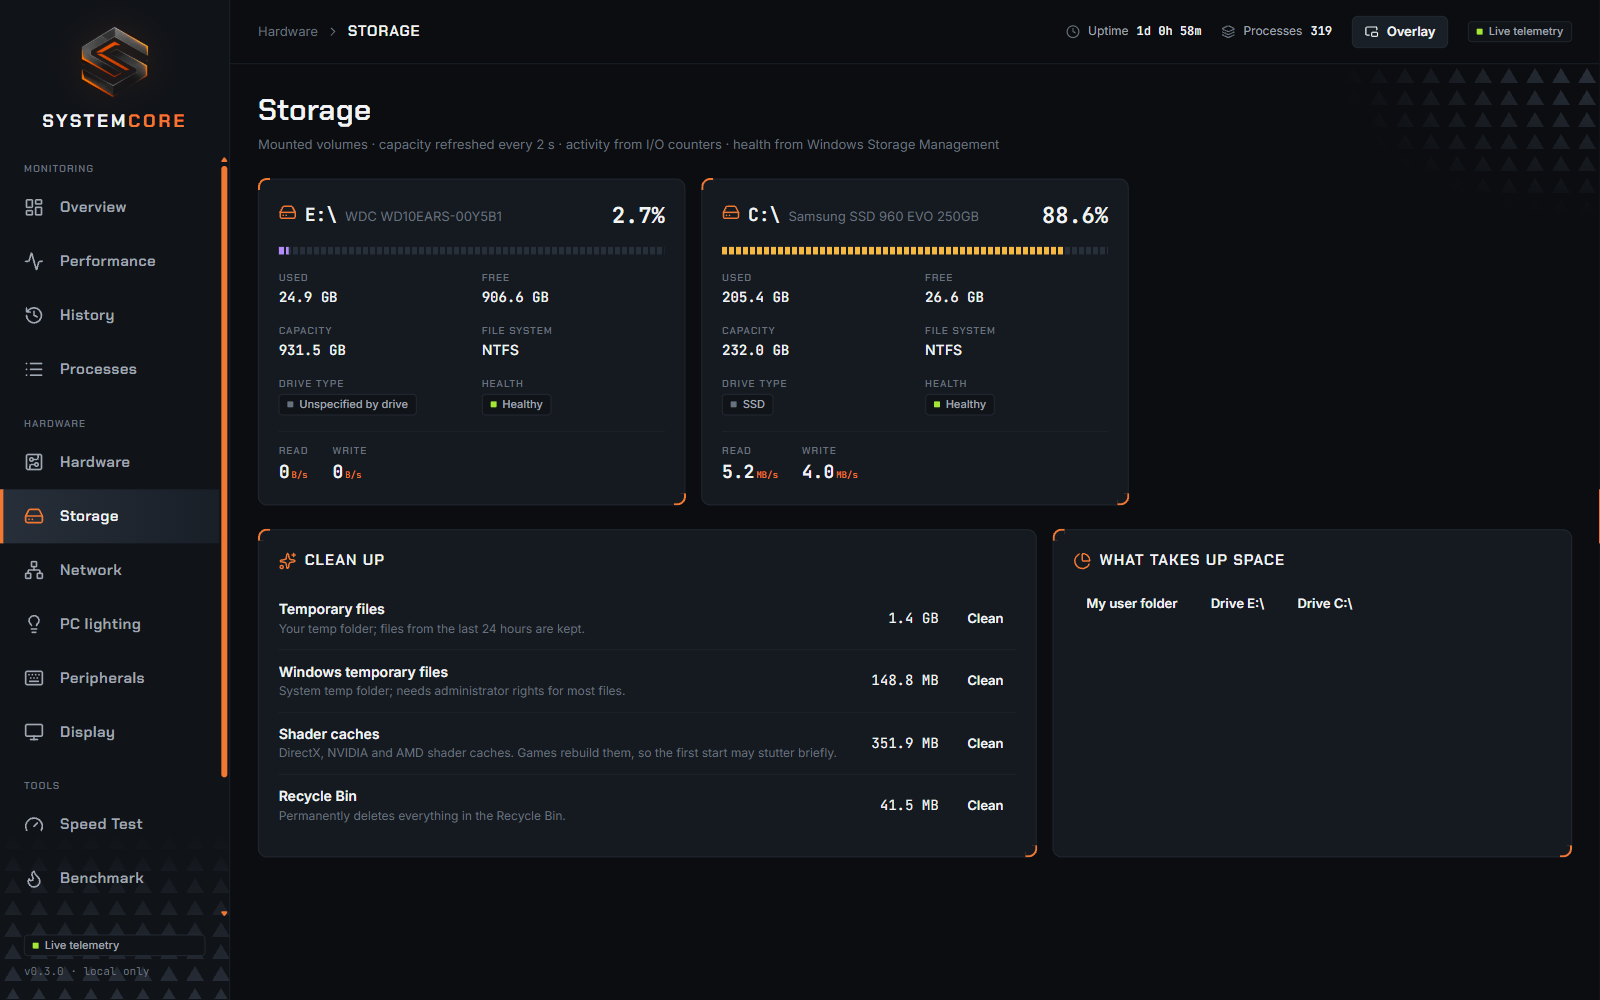 SYSTEMCORE
MONITORING
Overview
Performance
History
Processes
HARDWARE
Hardware
Storage
Network
PC lighting
Peripherals
Display
TOOLS
Speed Test
Benchmark
Live telemetry
v0.3.0 · local only
Hardware > STORAGE
Uptime 1d 0h 58m
Processes 319
Overlay
Live telemetry
Storage
Mounted volumes · capacity refreshed every 2 s · activity from I/O counters · health from Windows Storage Management
E:\ WDC WD10EARS-00Y5B1 2.7%
USED FREE
24.9 GB 906.6 GB
CAPACITY FILE SYSTEM
931.5 GB NTFS
DRIVE TYPE HEALTH
Unspecified by drive Healthy
READ WRITE
0 B/s 0 B/s
C:\ Samsung SSD 960 EVO 250GB 88.6%
USED FREE
205.4 GB 26.6 GB
CAPACITY FILE SYSTEM
232.0 GB NTFS
DRIVE TYPE HEALTH
SSD Healthy
READ WRITE
5.2 MB/s 4.0 MB/s
CLEAN UP
Temporary files
Your temp folder; files from the last 24 hours are kept.
1.4 GB Clean
Windows temporary files
System temp folder; needs administrator rights for most files.
148.8 MB Clean
Shader caches
DirectX, NVIDIA and AMD shader caches. Games rebuild them, so the first start may stutter briefly.
351.9 MB Clean
Recycle Bin
Permanently deletes everything in the Recycle Bin.
41.5 MB Clean
WHAT TAKES UP SPACE
My user folder Drive E:\ Drive C:\